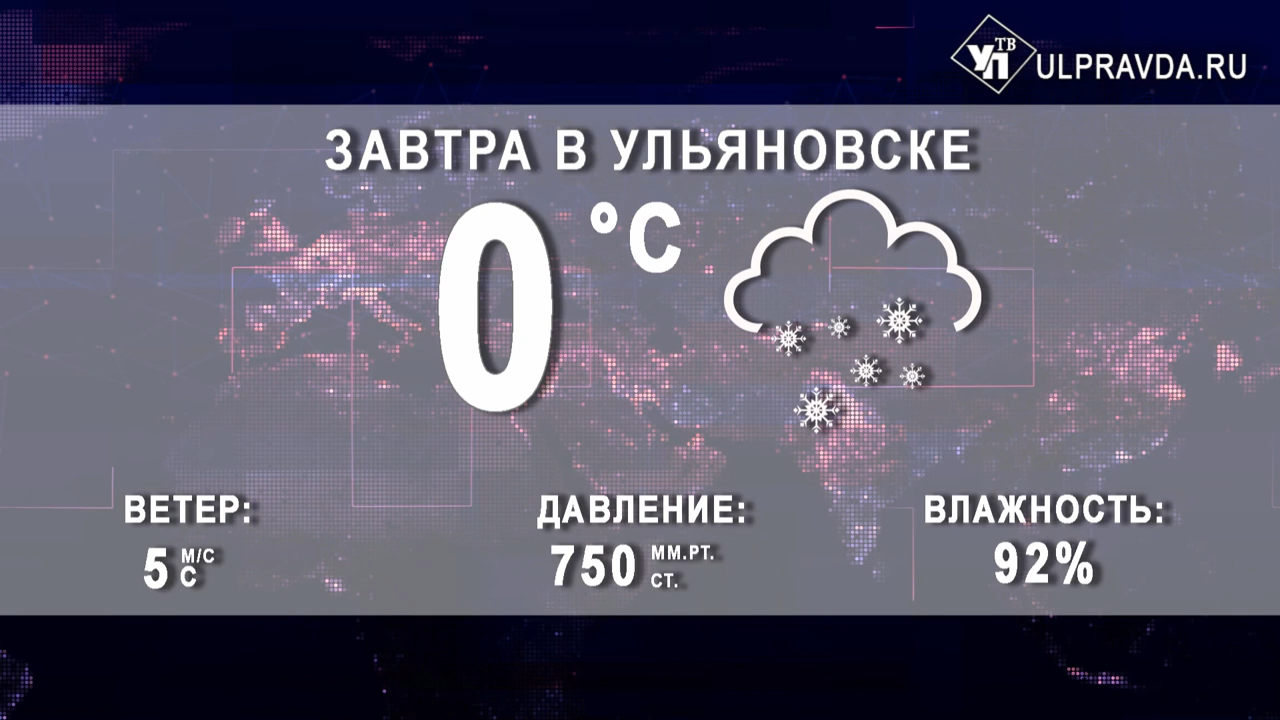 УП ТВ ULPRAVDA.RU
ЗАВТРА В УЛЬЯНОВСКЕ
0 °C
ВЕТЕР:
5 М/С
С
ДАВЛЕНИЕ:
750 ММ.РТ.
СТ.
ВЛАЖНОСТЬ:
92%